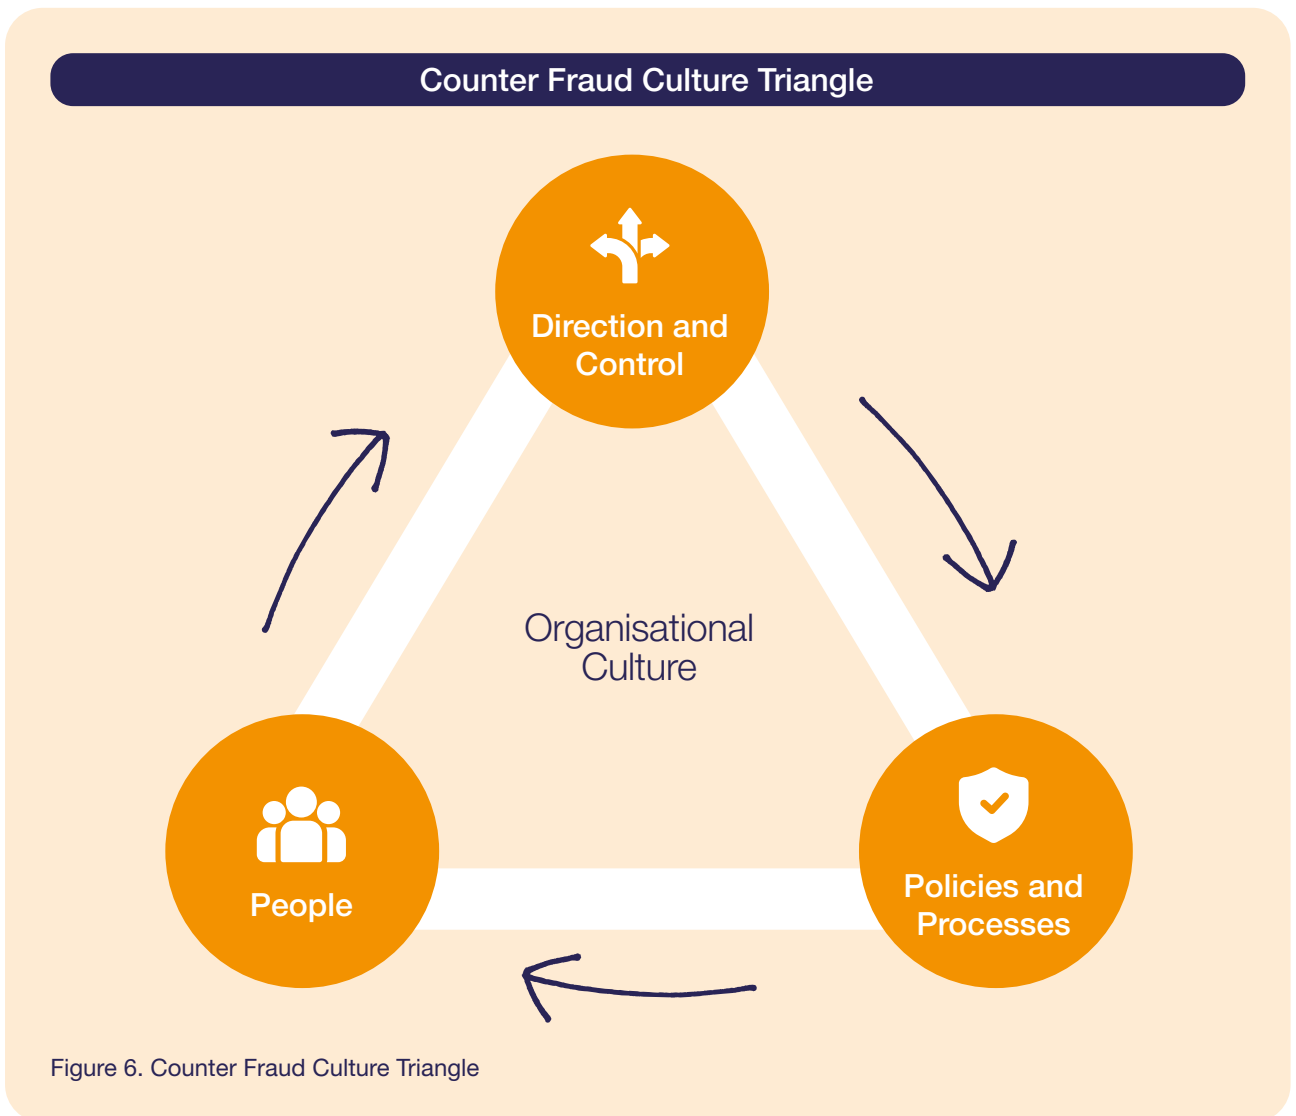 Counter Fraud Culture Triangle
Direction and
Control
Organisational
Culture
People
Policies and
Processes
Figure 6. Counter Fraud Culture Triangle